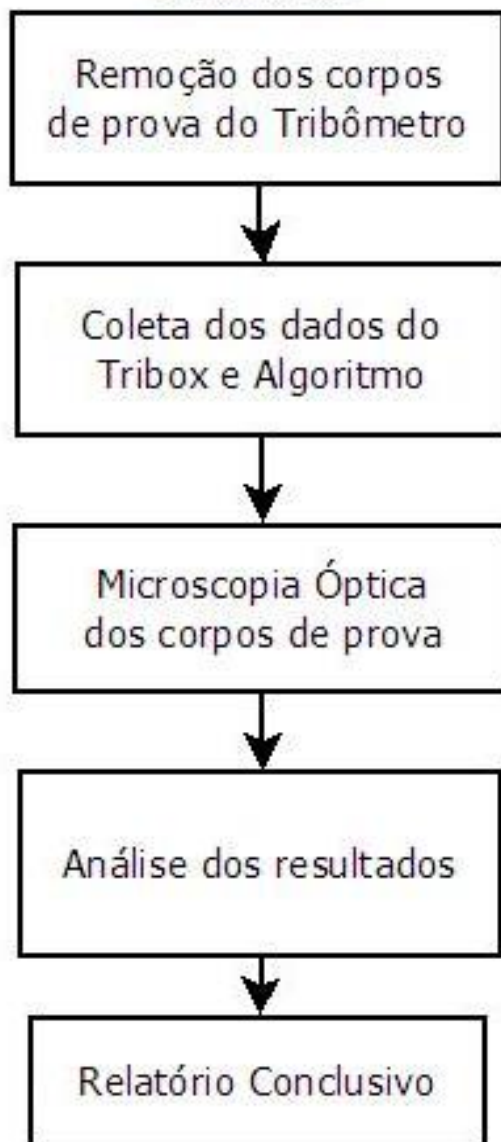 Remoção dos corpos
de prova do Tribômetro
Coleta dos dados do
Tribox e Algoritmo
Microscopia Óptica
dos corpos de prova
Análise dos resultados
Relatório Conclusivo